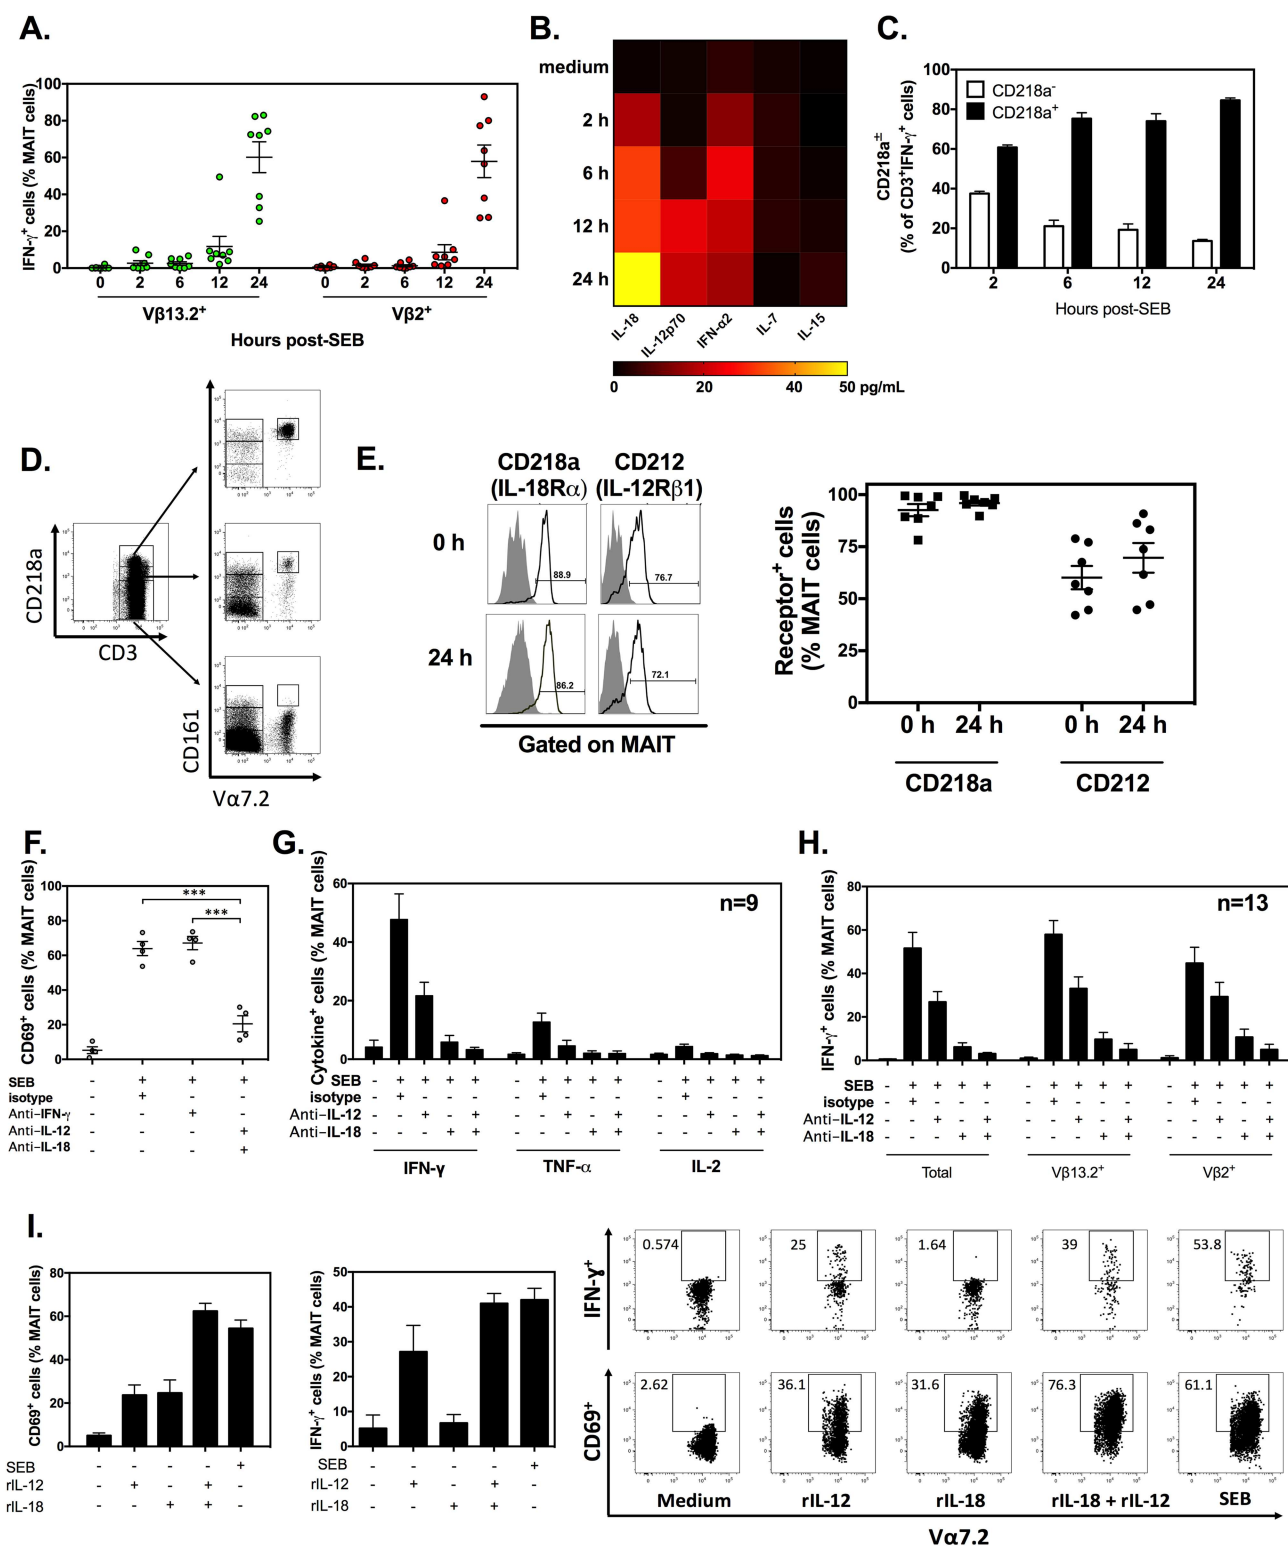 A.
IFN-γ⁺ cells (% MAIT cells)
100
80
60
40
20
0
0 2 6 12 24 0 2 6 12 24
Vβ13.2⁺ Vβ2⁺
Hours post-SEB
B.
medium
2 h
6 h
12 h
24 h
IL-18 IL-12p70 IFN-α2 IL-7 IL-15
0 20 40 50 pg/mL
C.
CD218a±
(% of CD3⁺IFN-γ⁺ cells)
100
80
60
40
20
0
CD218a⁻
CD218a⁺
2 6 12 24
Hours post-SEB
D.
CD218a
CD3
CD161
Vα7.2
E.
CD218a CD212
(IL-18Rα) (IL-12Rβ1)
0 h
88.9 76.7
24 h
86.2 72.1
Gated on MAIT
Receptor⁺ cells
(% MAIT cells)
100
75
50
25
0
0 h 24 h 0 h 24 h
CD218a CD212
F.
CD69⁺ cells (% MAIT cells)
100
80
60
40
20
0
***
***
SEB - + + +
isotype - + - -
Anti-IFN-γ - - + -
Anti-IL-12 - - - +
Anti-IL-18 - - - +
G.
Cytokine⁺ cells (% MAIT cells)
60
40
20
0
n=9
SEB - + + + + - + + + + - + + + +
isotype - + - - - - + - - - - + - - -
Anti-IL-12 - - + - + - - + - + - - + - +
Anti-IL-18 - - - + + - - - + + - - - + +
IFN-γ TNF-α IL-2
H.
IFN-γ⁺ cells (% MAIT cells)
80
60
40
20
0
n=13
SEB - + + + + - + + + + - + + + +
isotype - + - - - - + - - - - + - - -
Anti-IL-12 - - + - + - - + - + - - + - +
Anti-IL-18 - - - + + - - - + + - - - + +
Total Vβ13.2⁺ Vβ2⁺
I.
CD69⁺ cells (% MAIT cells)
80
60
40
20
0
SEB - - - - +
rIL-12 - + - + -
rIL-18 - - + + -
IFN-γ⁺ cells (% MAIT cells)
50
40
30
20
10
0
SEB - - - - +
rIL-12 - + - + -
rIL-18 - - + + -
IFN-γ⁺
0.574 25 1.64 39 53.8
CD69⁺
2.62 36.1 31.6 76.3 61.1
Medium rIL-12 rIL-18 rIL-18 + rIL-12 SEB
Vα7.2